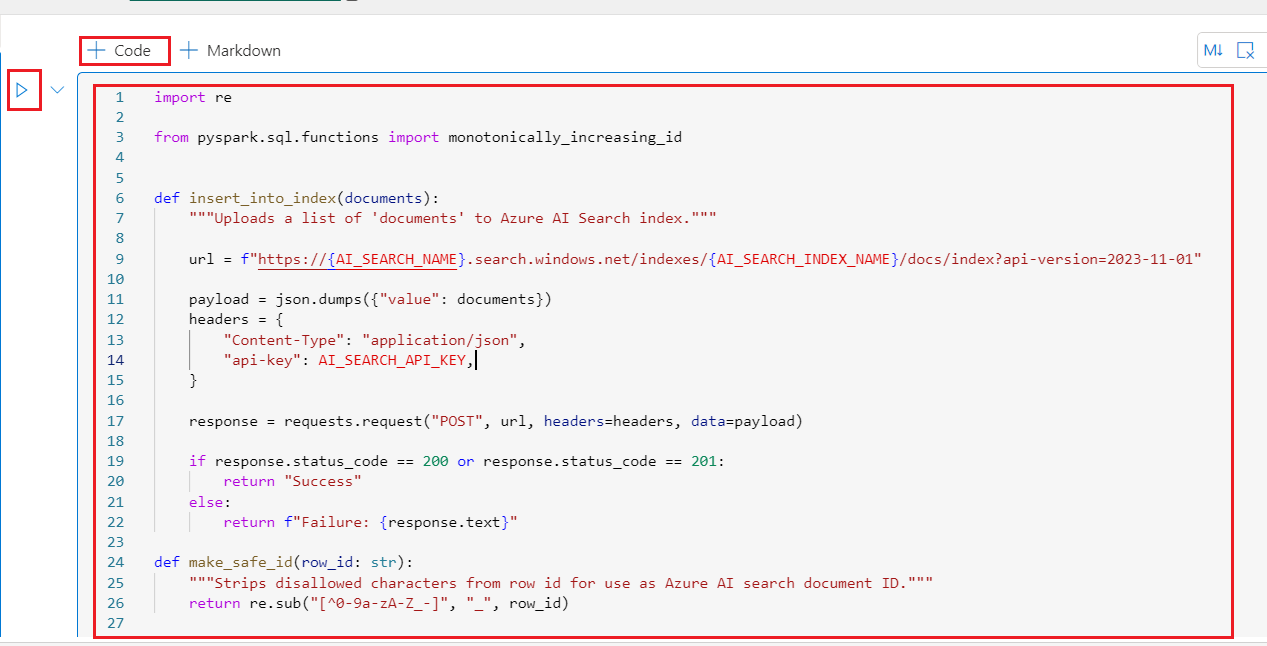 Code Markdown M↓
1 import re
2
3 from pyspark.sql.functions import monotonically_increasing_id
4
5
6 def insert_into_index(documents):
7     """Uploads a list of 'documents' to Azure AI Search index."""
8
9     url = f"https://{AI_SEARCH_NAME}.search.windows.net/indexes/{AI_SEARCH_INDEX_NAME}/docs/index?api-version=2023-11-01"
10
11     payload = json.dumps({"value": documents})
12     headers = {
13         "Content-Type": "application/json",
14         "api-key": AI_SEARCH_API_KEY,
15     }
16
17     response = requests.request("POST", url, headers=headers, data=payload)
18
19     if response.status_code == 200 or response.status_code == 201:
20         return "Success"
21     else:
22         return f"Failure: {response.text}"
23
24 def make_safe_id(row_id: str):
25     """Strips disallowed characters from row id for use as Azure AI search document ID."""
26     return re.sub("[^0-9a-zA-Z_-]", "_", row_id)
27